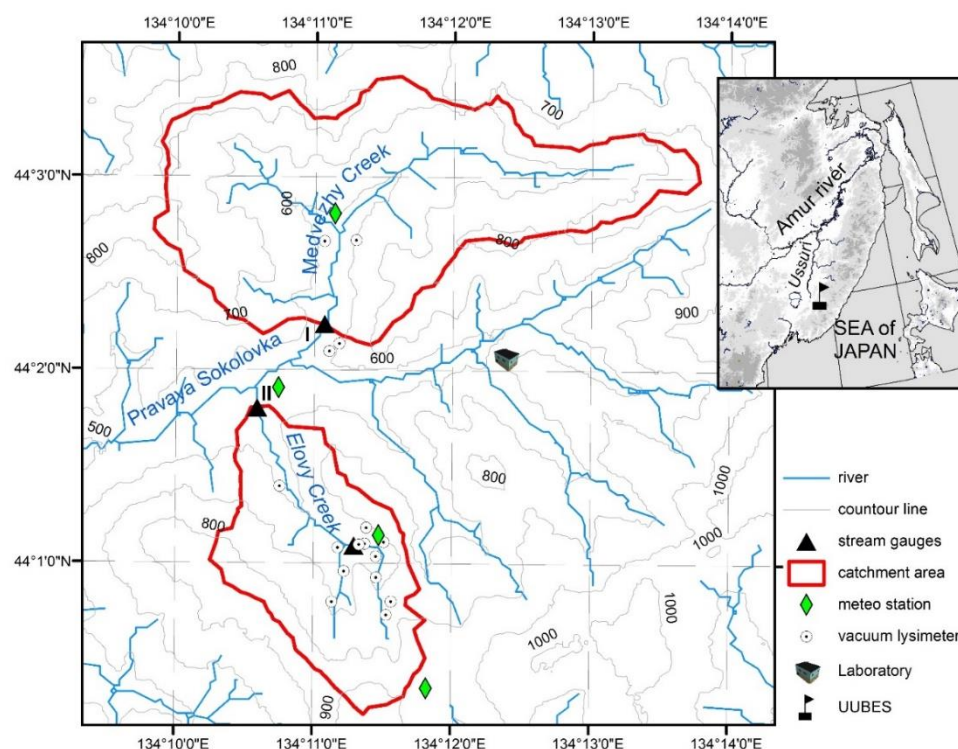 134°10'0"E
134°11'0"E
134°12'0"E
134°13'0"E
134°14'0"E
800
700
44°3'0"N
Medvezhy Creek
600
800
800
700
I
600
900
44°2'0"N
Pravaya Sokolovka
II
500
Elovy Creek
800
800
1000
44°1'0"N
1000
1000
1000
900
134°10'0"E
134°11'0"E
134°12'0"E
134°13'0"E
134°14'0"E
Amur river
Ussuri
SEA of
JAPAN
river
countour line
stream gauges
catchment area
meteo station
vacuum lysimeter
Laboratory
UUBES